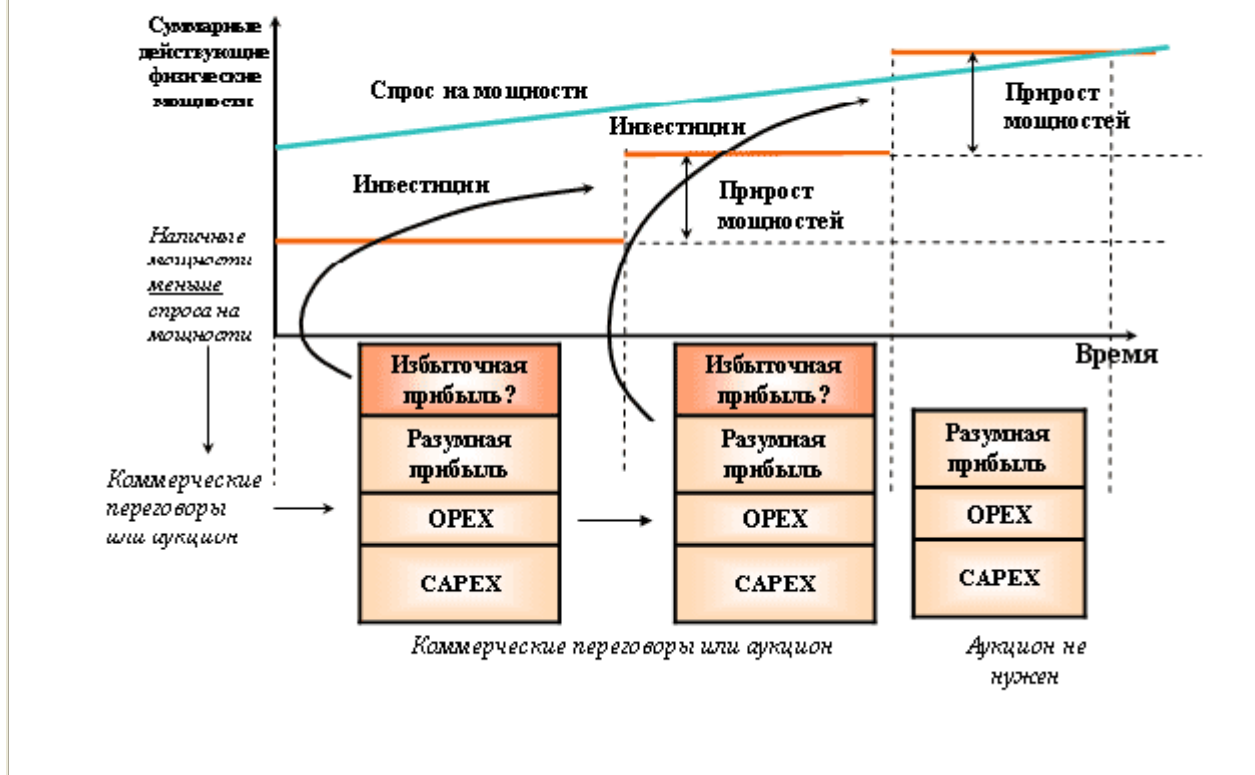 Суммарные
действующие
физические
мощности
Спрос на мощности
Инвестиции
Прирост
мощностей
Инвестиции
Прирост
мощностей
Наличные
мощности
меньше
спроса на
мощности
Время
Избыточная
прибыль?
Разумная
прибыль
OPEX
CAPEX
Избыточная
прибыль?
Разумная
прибыль
OPEX
CAPEX
Разумная
прибыль
OPEX
CAPEX
Коммерческие
переговоры
или аукцион
Коммерческие переговоры или аукцион
Аукцион не
нужен